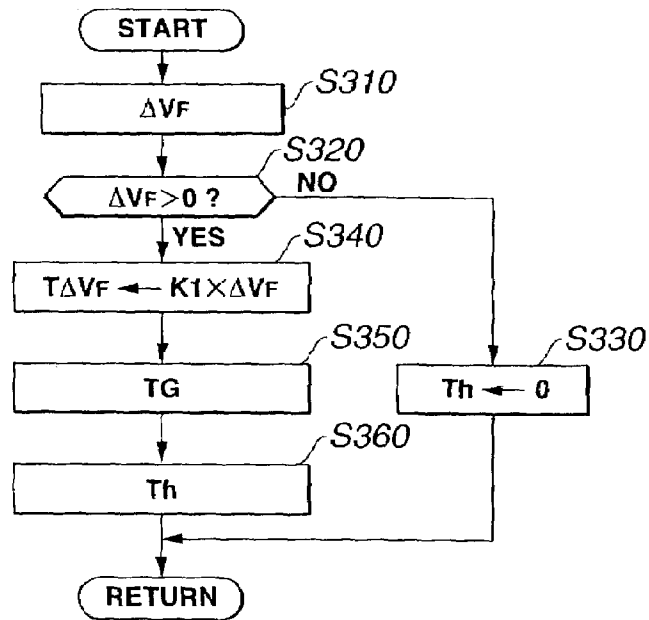 START
S310
ΔVF
S320
ΔVF>0 ?
NO
YES
S340
TΔVF ← K1×ΔVF
S350
TG
S330
Th ← 0
S360
Th
RETURN